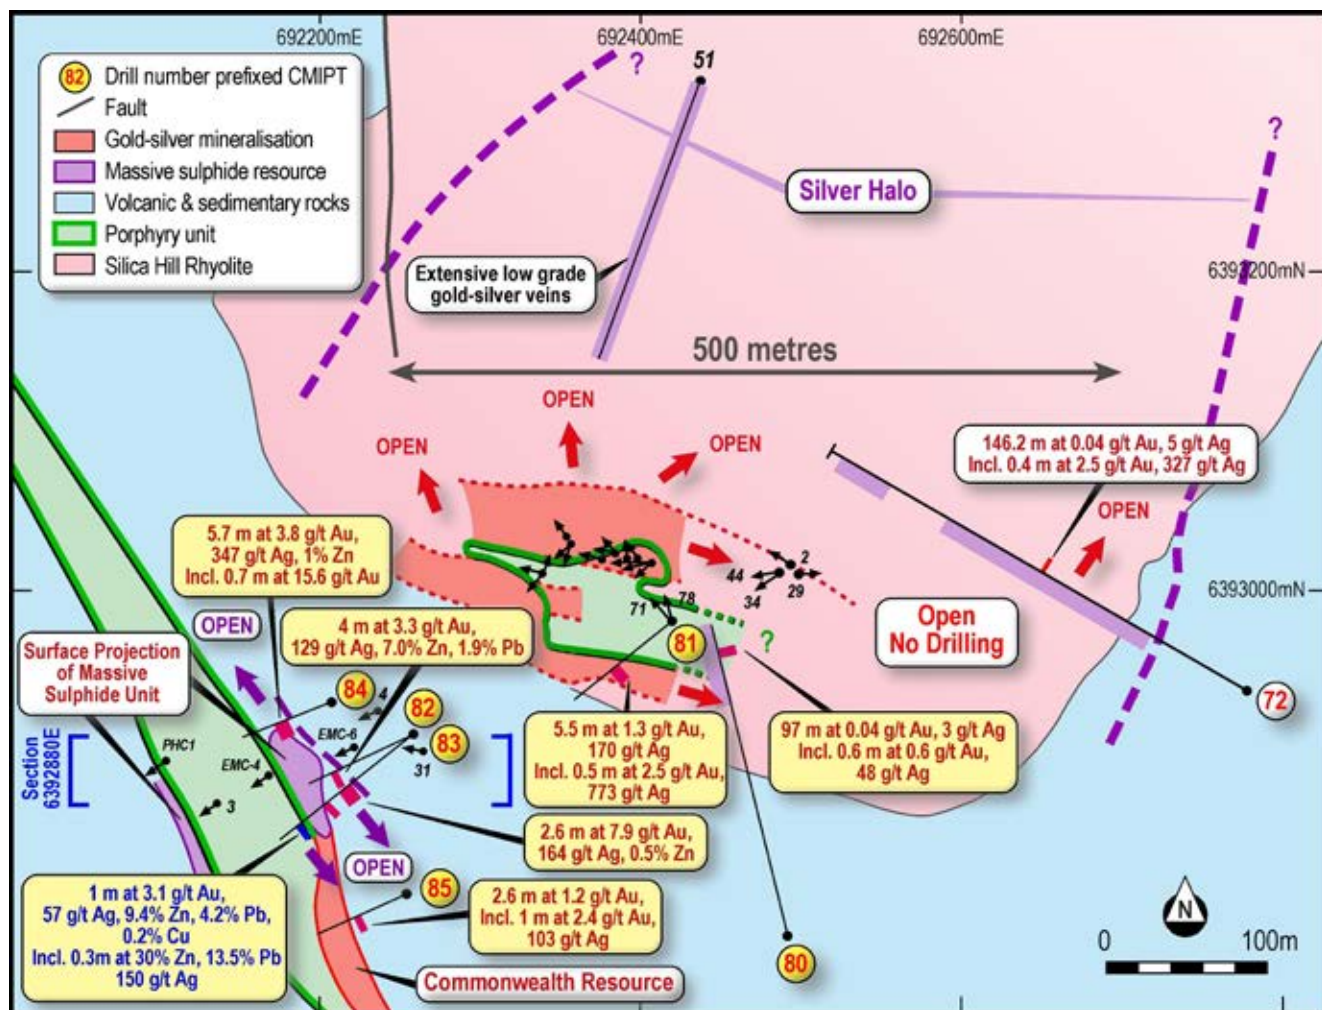 692200mE
692400mE
692600mE
82 Drill number prefixed CMIPT
Fault
Gold-silver mineralisation
Massive sulphide resource
Volcanic & sedimentary rocks
Porphyry unit
Silica Hill Rhyolite
?
51
?
Silver Halo
Extensive low grade
gold-silver veins
6393200mN
500 metres
OPEN
OPEN
OPEN
146.2 m at 0.04 g/t Au, 5 g/t Ag
Incl. 0.4 m at 2.5 g/t Au, 327 g/t Ag
OPEN
5.7 m at 3.8 g/t Au,
347 g/t Ag, 1% Zn
Incl. 0.7 m at 15.6 g/t Au
2
44
34
29
6393000mN
71
78
OPEN
4 m at 3.3 g/t Au,
129 g/t Ag, 7.0% Zn, 1.9% Pb
81
?
Open
No Drilling
Surface Projection
of Massive
Sulphide Unit
84
4
82
72
PHC1
EMC-6
83
EMC-4
31
3
Section
6392880E
5.5 m at 1.3 g/t Au,
170 g/t Ag
Incl. 0.5 m at 2.5 g/t Au,
773 g/t Ag
97 m at 0.04 g/t Au, 3 g/t Ag
Incl. 0.6 m at 0.6 g/t Au,
48 g/t Ag
2.6 m at 7.9 g/t Au,
164 g/t Ag, 0.5% Zn
OPEN
85
1 m at 3.1 g/t Au,
57 g/t Ag, 9.4% Zn, 4.2% Pb,
0.2% Cu
Incl. 0.3m at 30% Zn, 13.5% Pb
150 g/t Ag
2.6 m at 1.2 g/t Au,
Incl. 1 m at 2.4 g/t Au,
103 g/t Ag
Commonwealth Resource
80
N
0
100m